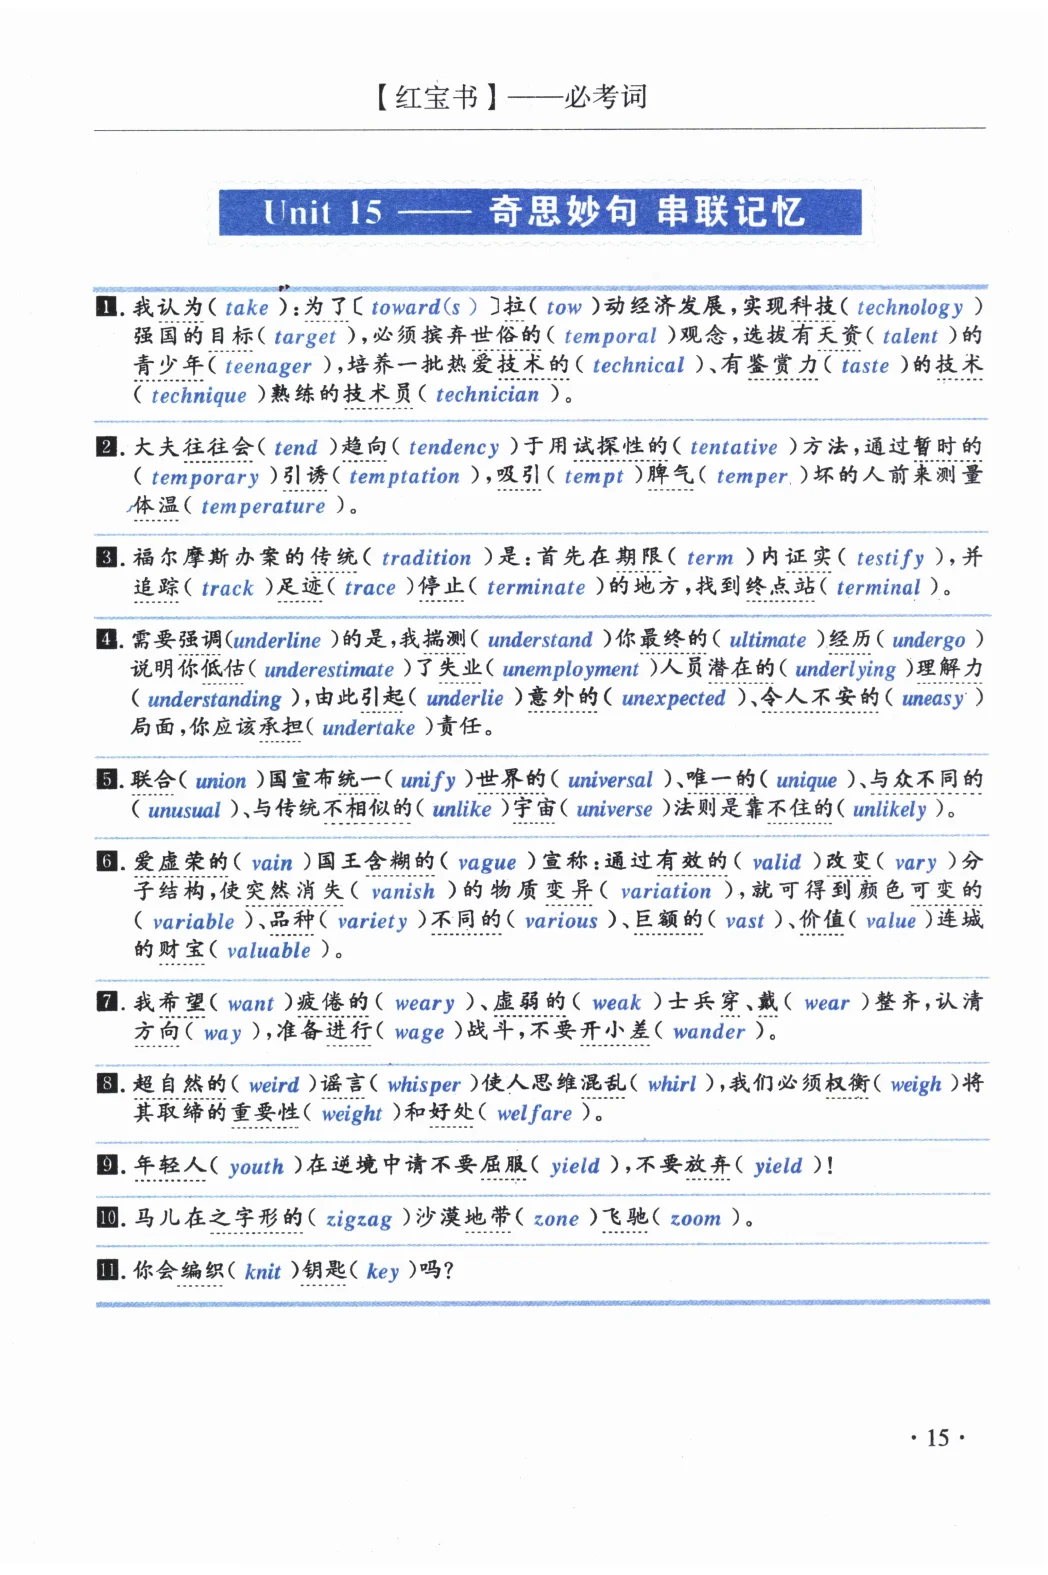 【红宝书】——必考词
Unit 15 —— 奇思妙句 串联记忆
1. 我认为( take ):为了〔 toward(s ) 〕拉( tow )动经济发展,实现科技( technology )
强国的目标( target ),必须摈弃世俗的( temporal )观念,选拔有天资( talent )的
青少年( teenager ),培养一批热爱技术的( technical )、有鉴赏力( taste )的技术
( technique )熟练的技术员( technician )。
2. 大夫往往会( tend )趋向( tendency )于用试探性的( tentative )方法,通过暂时的
( temporary )引诱( temptation ),吸引( tempt )脾气( temper )坏的人前来测量
体温( temperature )。
3. 福尔摩斯办案的传统( tradition )是:首先在期限( term )内证实( testify ),并
追踪( track )足迹( trace )停止( terminate )的地方,找到终点站( terminal )。
4. 需要强调(underline )的是,我揣测( understand )你最终的( ultimate )经历( undergo )
说明你低估( underestimate )了失业( unemployment )人员潜在的( underlying )理解力
( understanding ),由此引起( underlie )意外的( unexpected )、令人不安的( uneasy )
局面,你应该承担( undertake )责任。
5. 联合( union )国宣布统一( unify )世界的( universal )、唯一的( unique )、与众不同的
( unusual )、与传统不相似的( unlike )宇宙( universe )法则是靠不住的( unlikely )。
6. 爱虚荣的( vain )国王含糊的( vague )宣称:通过有效的( valid )改变( vary )分
子结构,使突然消失( vanish )的物质变异( variation ),就可得到颜色可变的
( variable )、品种( variety )不同的( various )、巨额的( vast )、价值( value )连城
的财宝( valuable )。
7. 我希望( want )疲倦的( weary )、虚弱的( weak )士兵穿、戴( wear )整齐,认清
方向( way ),准备进行( wage )战斗,不要开小差( wander )。
8. 超自然的( weird )谣言( whisper )使人思维混乱( whirl ),我们必须权衡( weigh )将
其取缔的重要性( weight )和好处( welfare )。
9. 年轻人( youth )在逆境中请不要屈服( yield ),不要放弃( yield )!
10. 马儿在之字形的( zigzag )沙漠地带( zone )飞驰( zoom )。
11. 你会编织( knit )钥匙( key )吗?
· 15 ·